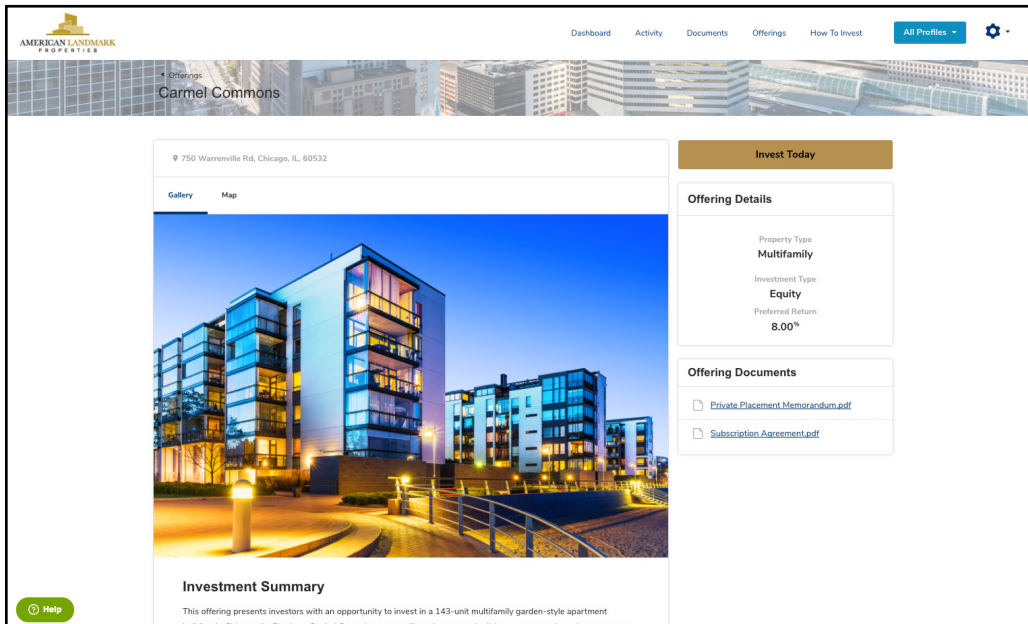 AMERICAN LANDMARK
PROPERTIES
Dashboard Activity Documents Offerings How To Invest All Profiles
Offerings
Carmel Commons
750 Warrenville Rd, Chicago, IL, 60532
Invest Today
Gallery Map
Offering Details
Property Type
Multifamily
Investment Type
Equity
Preferred Return
8.00%
Offering Documents
Private Placement Memorandum.pdf
Subscription Agreement.pdf
Investment Summary
This offering presents investors with an opportunity to invest in a 143-unit multifamily garden-style apartment
Help